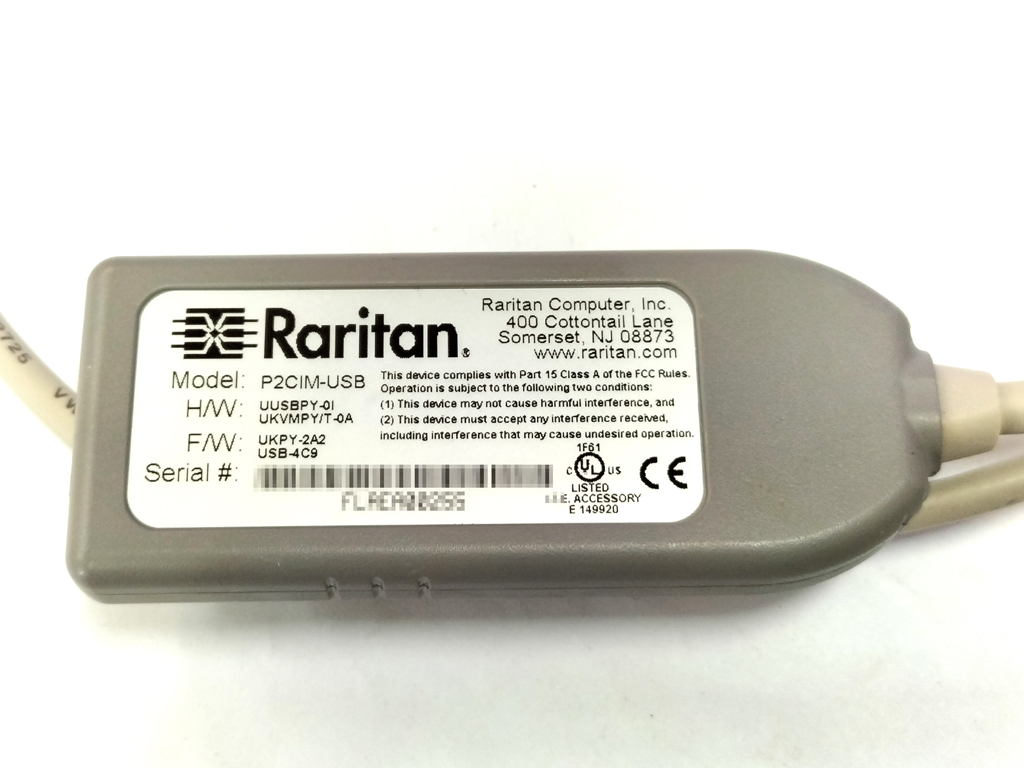 Raritan®
Raritan Computer, Inc.
400 Cottontail Lane
Somerset, NJ 08873
www.raritan.com
Model: P2CIM-USB
H/W: UUSBPY-0I
UKVMPY/T-0A
F/W: UKPY-2A2
USB-4C9
Serial #:
This device complies with Part 15 Class A of the FCC Rules.
Operation is subject to the following two conditions:
(1) This device may not cause harmful interference, and
(2) This device must accept any interference received,
including interference that may cause undesired operation.
1F61
C UL US
LISTED
ACCESSORY
E 149920
CE